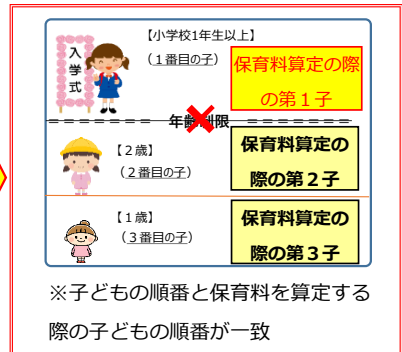 【小学校1年生以上】
入学式
（1番目の子）
保育料算定の際
の第1子
＝＝＝＝＝＝＝ 年齢制限 ＝＝＝＝＝＝＝
【2歳】
（2番目の子）
保育料算定の
際の第2子
【1歳】
（3番目の子）
保育料算定の
際の第3子
※子どもの順番と保育料を算定する
際の子どもの順番が一致